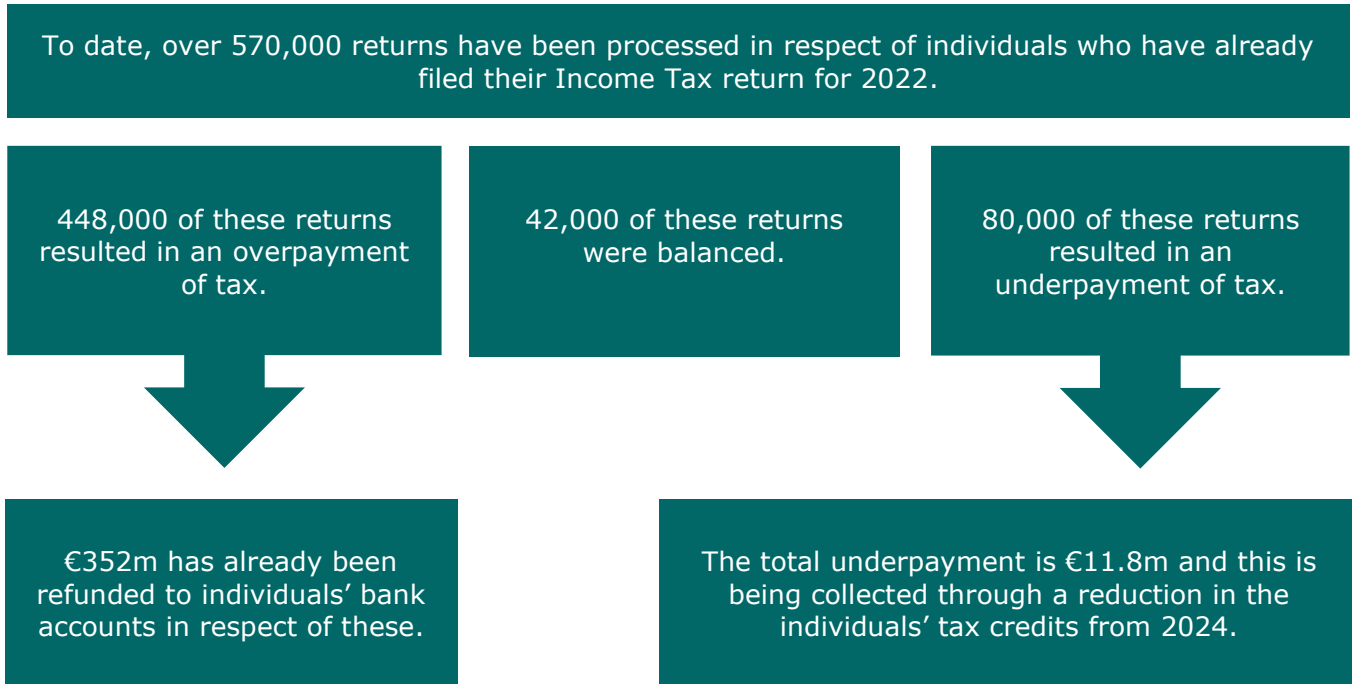 To date, over 570,000 returns have been processed in respect of individuals who have already
filed their Income Tax return for 2022.
448,000 of these returns
resulted in an overpayment
of tax.
42,000 of these returns
were balanced.
80,000 of these returns
resulted in an
underpayment of tax.
€352m has already been
refunded to individuals’ bank
accounts in respect of these.
The total underpayment is €11.8m and this is
being collected through a reduction in the
individuals’ tax credits from 2024.